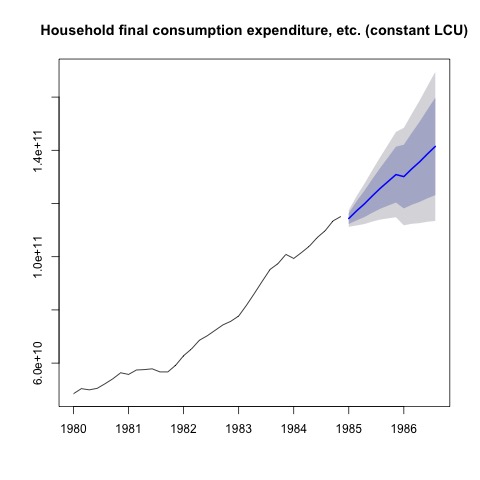 Household final consumption expenditure, etc. (constant LCU)
1.4e+11
1.0e+11
6.0e+10
1980 1981 1982 1983 1984 1985 1986